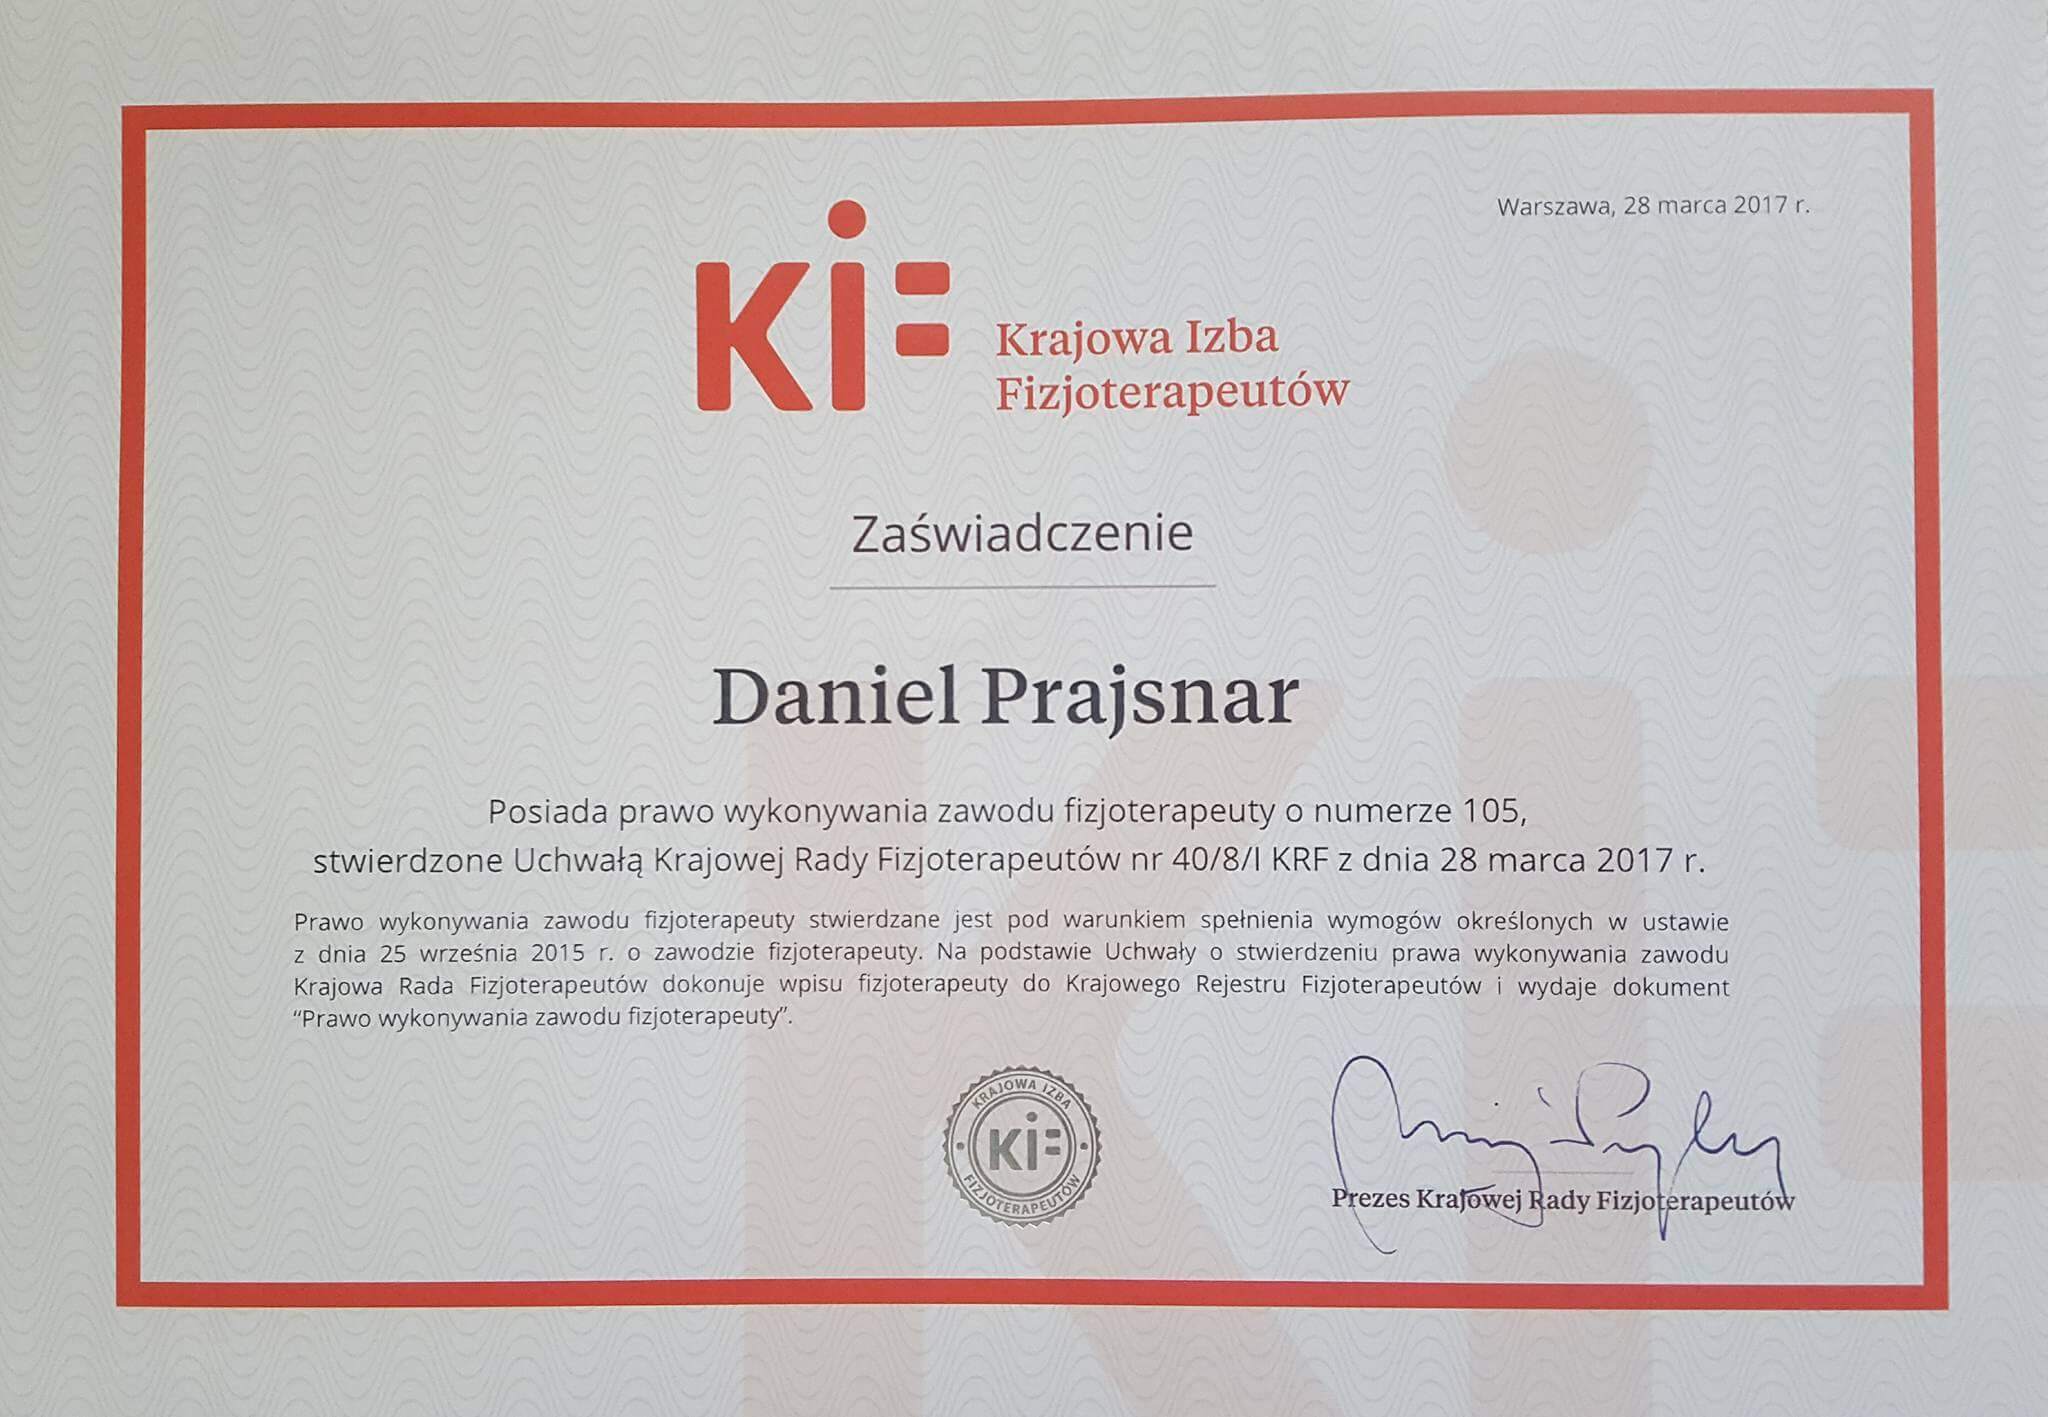 Warszawa, 28 marca 2017 r.
KiF
Krajowa Izba
Fizjoterapeutów
Zaświadczenie
Daniel Prajsnar
Posiada prawo wykonywania zawodu fizjoterapeuty o numerze 105,
stwierdzone Uchwałą Krajowej Rady Fizjoterapeutów nr 40/8/I KRF z dnia 28 marca 2017 r.
Prawo wykonywania zawodu fizjoterapeuty stwierdzane jest pod warunkiem spełnienia wymogów określonych w ustawie
z dnia 25 września 2015 r. o zawodzie fizjoterapeuty. Na podstawie Uchwały o stwierdzeniu prawa wykonywania zawodu
Krajowa Rada Fizjoterapeutów dokonuje wpisu fizjoterapeuty do Krajowego Rejestru Fizjoterapeutów i wydaje dokument
“Prawo wykonywania zawodu fizjoterapeuty”.
KRAJOWA IZBA
KiF
FIZJOTERAPEUTÓW
Prezes Krajowej Rady Fizjoterapeutów